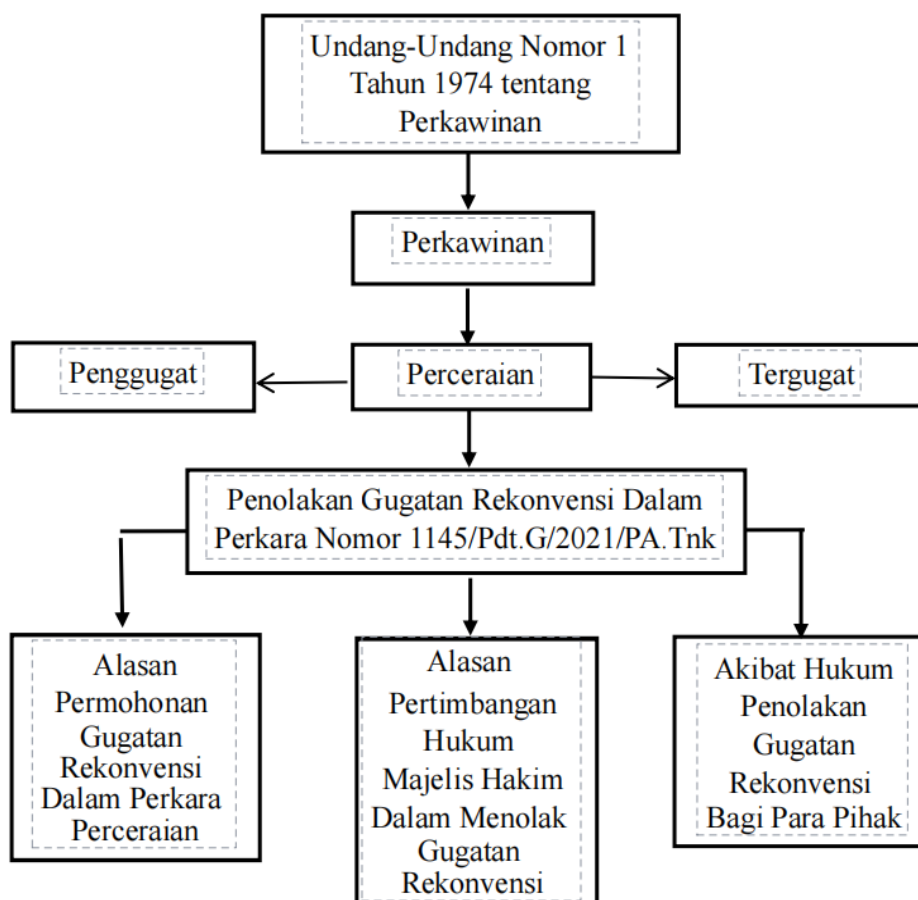 Undang-Undang Nomor 1
Tahun 1974 tentang
Perkawinan
Perkawinan
Penggugat
Perceraian
Tergugat
Penolakan Gugatan Rekonvensi Dalam
Perkara Nomor 1145/Pdt.G/2021/PA.Tnk
Alasan
Permohonan
Gugatan
Rekonvensi
Dalam Perkara
Perceraian
Alasan
Pertimbangan
Hukum
Majelis Hakim
Dalam Menolak
Gugatan
Rekonvensi
Akibat Hukum
Penolakan
Gugatan
Rekonvensi
Bagi Para Pihak